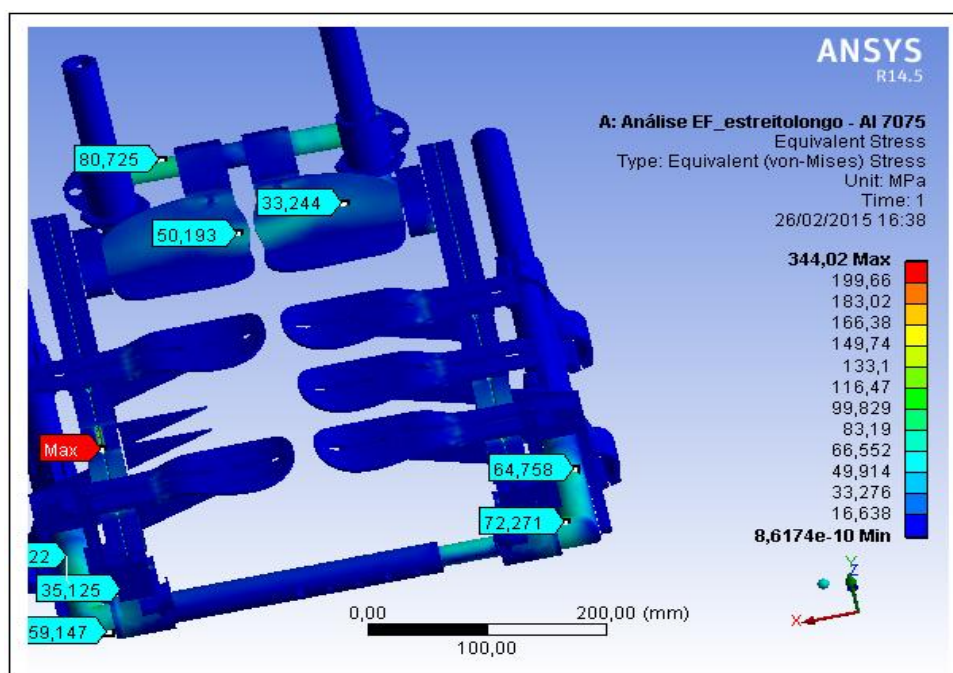 ANSYS
R14.5
A: Análise EF_estreitolongo - Al 7075
Equivalent Stress
Type: Equivalent (von-Mises) Stress
Unit: MPa
Time: 1
26/02/2015 16:38
344,02 Max
199,66
183,02
166,38
149,74
133,1
116,47
99,829
83,19
66,552
49,914
33,276
16,638
8,6174e-10 Min
80,725
33,244
50,193
Max
64,758
72,271
22
35,125
59,147
0,00
200,00 (mm)
100,00
Y
Z
X